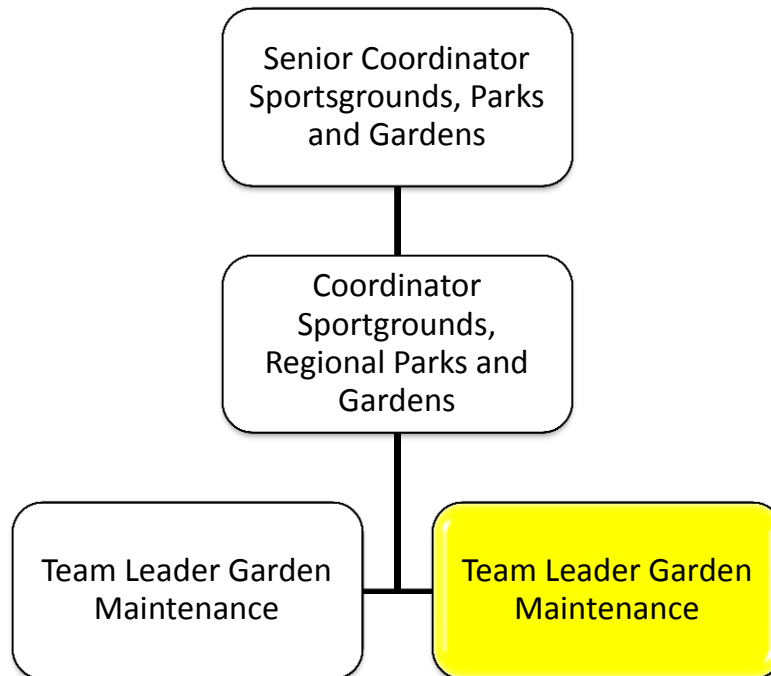 Senior Coordinator
Sportsgrounds, Parks
and Gardens
Coordinator
Sportgrounds,
Regional Parks and
Gardens
Team Leader Garden
Maintenance
Team Leader Garden
Maintenance